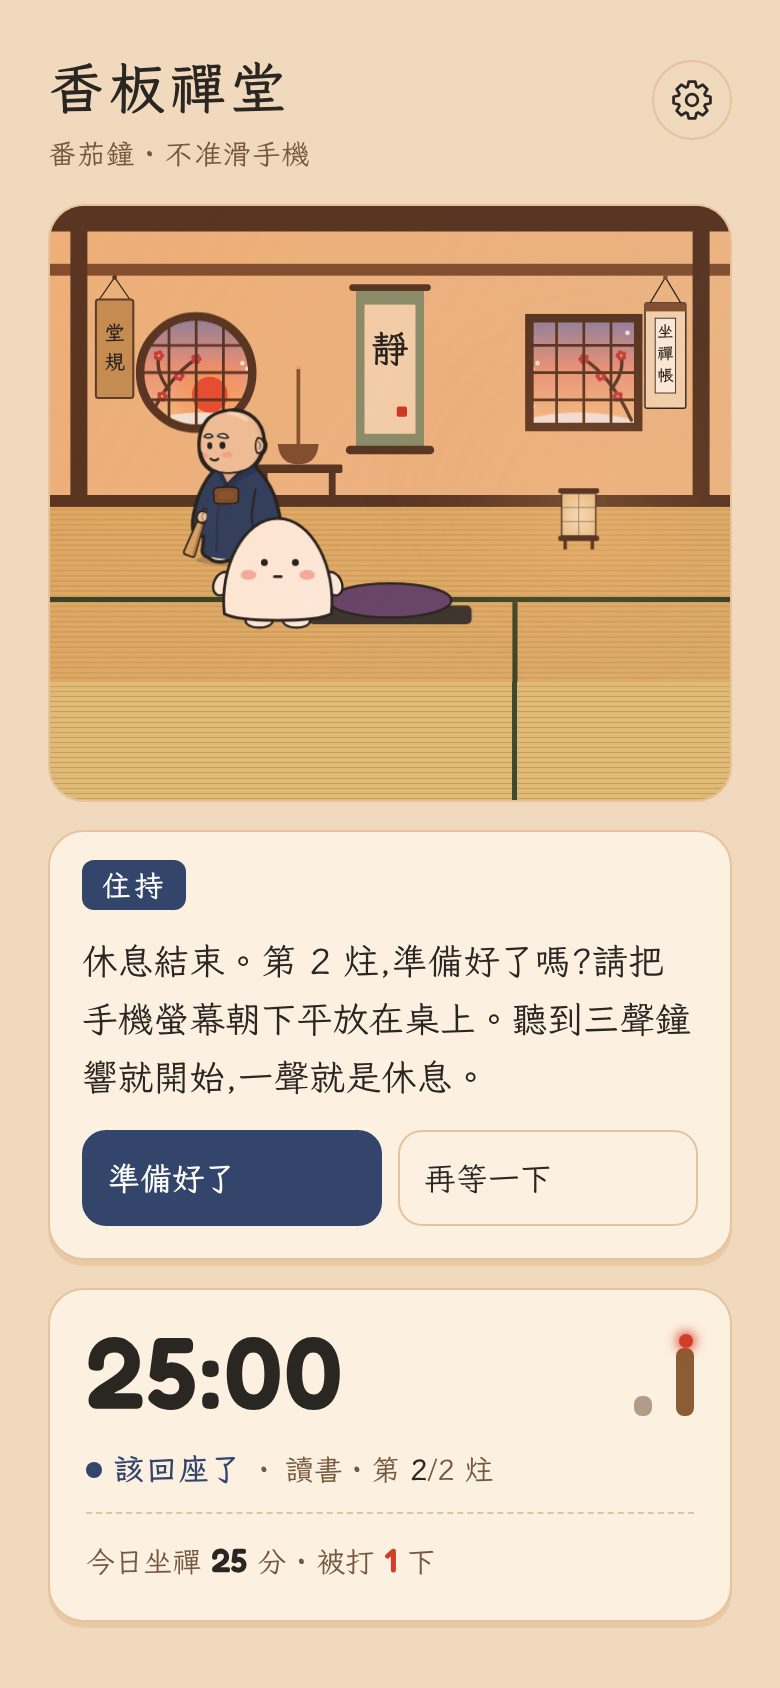 香板禪堂
番茄鐘・不准滑手機
堂規
靜
坐禪帳
住持
休息結束。第 2 炷,準備好了嗎?請把
手機螢幕朝下平放在桌上。聽到三聲鐘
響就開始,一聲就是休息。
準備好了
再等一下
25:00
該回座了 · 讀書・第 2/2 炷
今日坐禪 25 分・被打 1 下